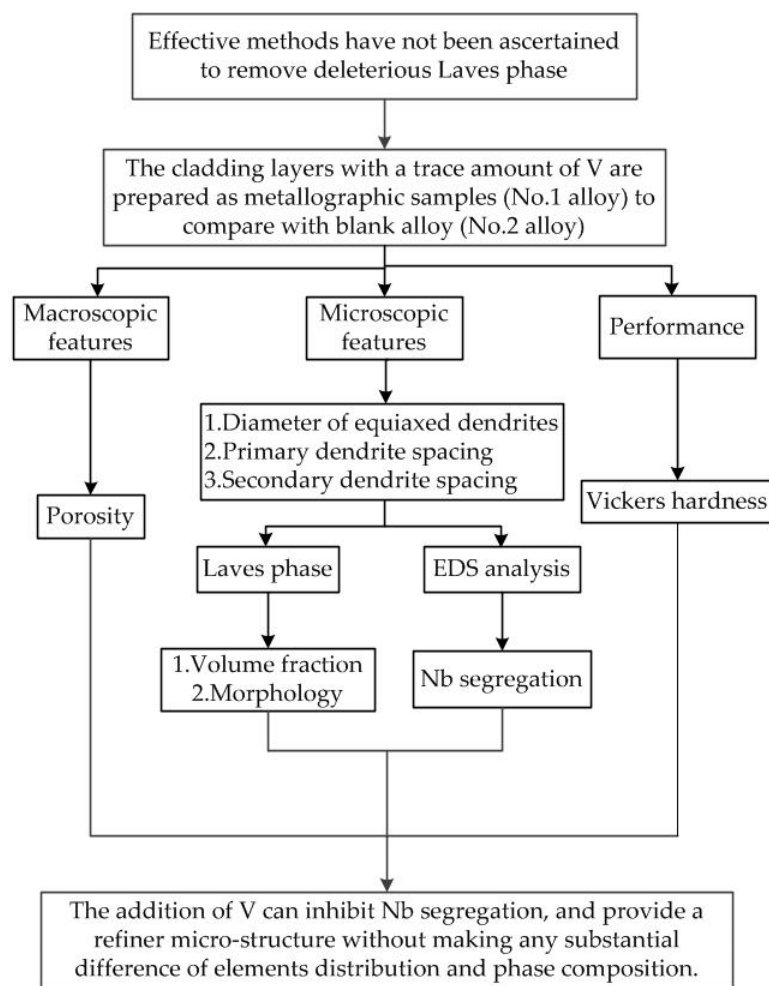 Effective methods have not been ascertained
to remove deleterious Laves phase
The cladding layers with a trace amount of V are
prepared as metallographic samples (No.1 alloy) to
compare with blank alloy (No.2 alloy)
Macroscopic
features
Microscopic
features
Performance
1.Diameter of equiaxed dendrites
2.Primary dendrite spacing
3.Secondary dendrite spacing
Porosity
Vickers hardness
Laves phase
EDS analysis
1.Volume fraction
2.Morphology
Nb segregation
The addition of V can inhibit Nb segregation, and provide a
refiner micro-structure without making any substantial
difference of elements distribution and phase composition.